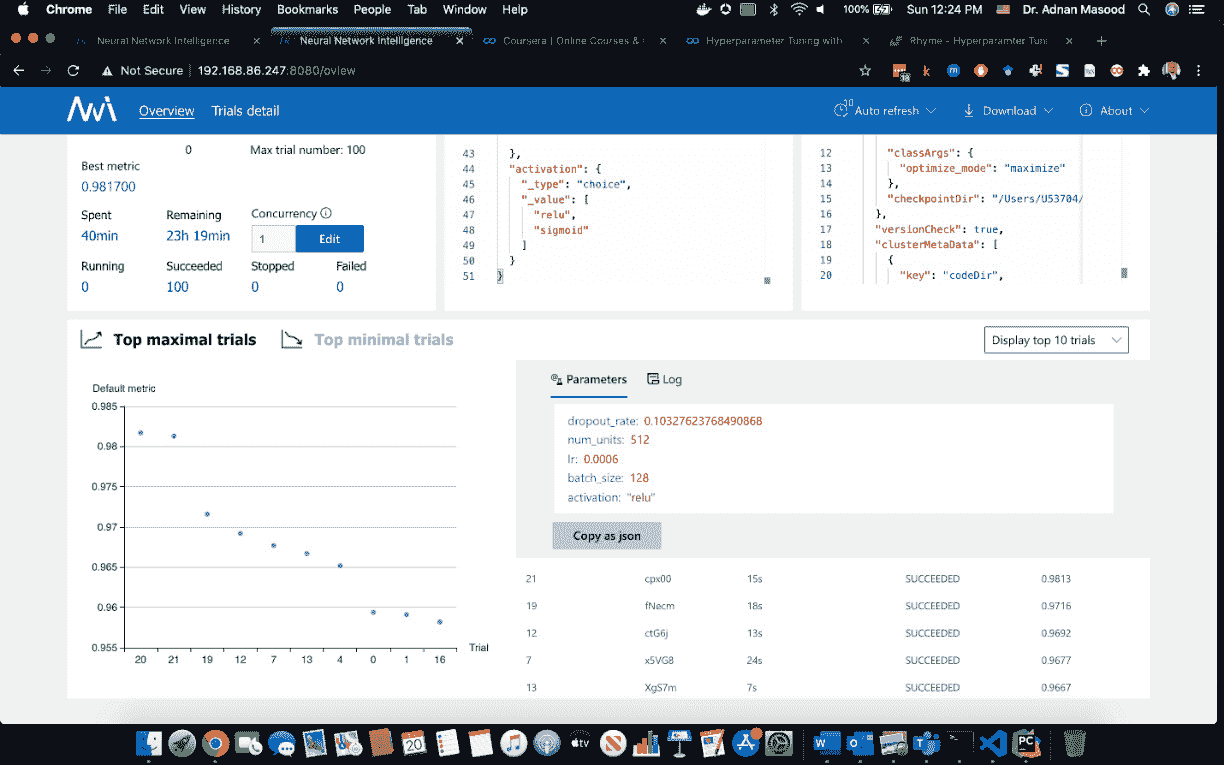 Chrome File Edit View History Bookmarks People Tab Window Help 100% Sun 12:24 PM Dr. Adnan Masood
Neural Network Intelligence × Neural Network Intelligence × Coursera | Online Courses & × Hyperparameter Tuning with × Rhyme - Hyperparamter Tun × +
Not Secure 192.168.86.247:8080/oview
Overview Trials detail 10 Auto refresh Download About
0 Max trial number: 100
Best metric
0.981700
Spent Remaining Concurrency
40min 23h 19min 1 Edit
Running Succeeded Stopped Failed
0 100 0 0
43 },
44 "activation": {
45 "_type": "choice",
46 "_value": [
47 "relu",
48 "sigmoid"
49 ]
50 }
51 }
12 "classArgs": {
13 "optimize_mode": "maximize"
14 },
15 "checkpointDir": "/Users/U53704/
16 },
17 "versionCheck": true,
18 "clusterMetaData": [
19 {
20 "key": "codeDir",
Top maximal trials Top minimal trials Display top 10 trials
Default metric
0.985
0.98
0.975
0.97
0.965
0.96
0.955
20 21 19 12 7 13 4 0 1 16 Trial
Parameters Log
dropout_rate: 0.10327623768490868
num_units: 512
lr: 0.0006
batch_size: 128
activation: "relu"
Copy as json
21 cpx00 15s SUCCEEDED 0.9813
19 fNecm 18s SUCCEEDED 0.9716
12 ctG6j 13s SUCCEEDED 0.9692
7 x5VG8 24s SUCCEEDED 0.9677
13 XgS7m 7s SUCCEEDED 0.9667
20 tv PC